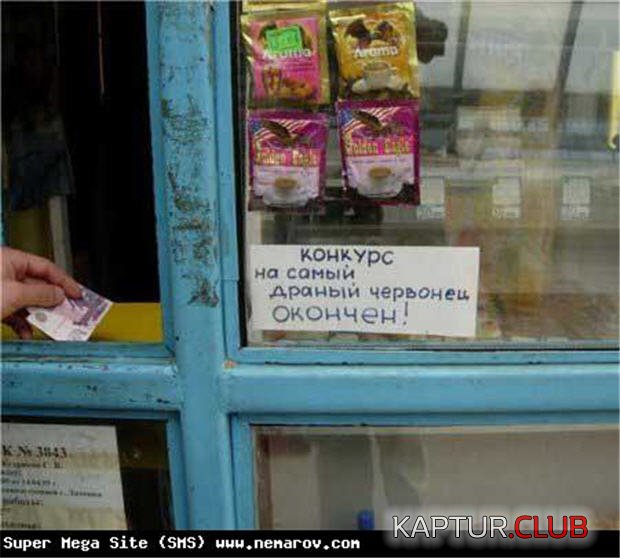 Aroma
Aroma
Golden Eagle
Golden Eagle
КОНКУРС
на самый
драный червонец
окончен!
К № 3843
Super Mega Site (SMS) www.nemarov.com
KAPTUR.CLUB